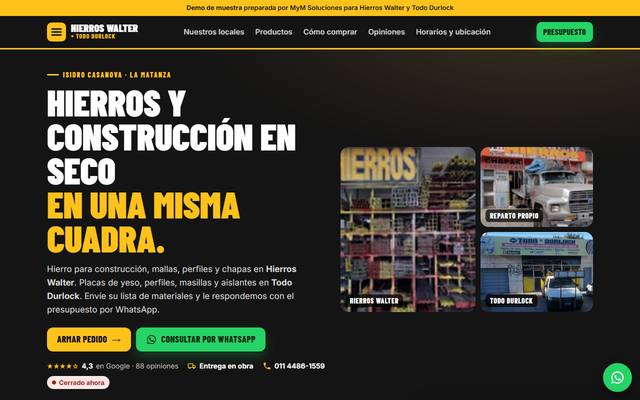 Demo de muestra preparada por MyM Soluciones para Hierros Walter y Todo Durlock
HIERROS WALTER
+ TODO DURLOCK
Nuestros locales
Productos
Cómo comprar
Opiniones
Horarios y ubicación
PRESUPUESTO
ISIDRO CASANOVA · LA MATANZA
HIERROS Y
CONSTRUCCIÓN EN
SECO
EN UNA MISMA
CUADRA.
Hierro para construcción, mallas, perfiles y chapas en Hierros
Walter. Placas de yeso, perfiles, masillas y aislantes en Todo
Durlock. Envíe su lista de materiales y le respondemos con el
presupuesto por WhatsApp.
ARMAR PEDIDO →
CONSULTAR POR WHATSAPP
4,3 en Google · 88 opiniones
Entrega en obra
011 4486-1559
Cerrado ahora
HIERROS
HIERROS WALTER
REPARTO PROPIO
TODO DURLOCK